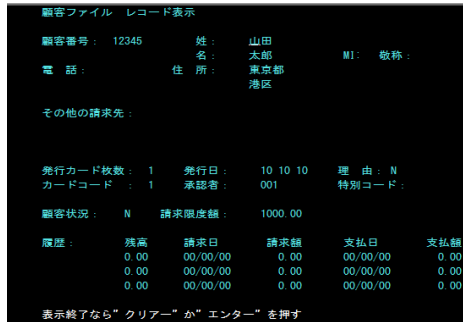 顧客ファイル レコード表示
顧客番号： 12345 姓： 山田
名： 太郎 MI： 敬称：
電 話： 住 所： 東京都
港区
その他の請求先：
発行カード枚数： 1 発行日： 10 10 10 理 由： N
カードコード ： 1 承認者： 001 特別コード：
顧客状況： N 請求限度額： 1000.00
履歴： 残高 請求日 請求額 支払日 支払額
0.00 00/00/00 0.00 00/00/00 0.00
0.00 00/00/00 0.00 00/00/00 0.00
0.00 00/00/00 0.00 00/00/00 0.00
表示終了なら”クリアー”か”エンター”を押す